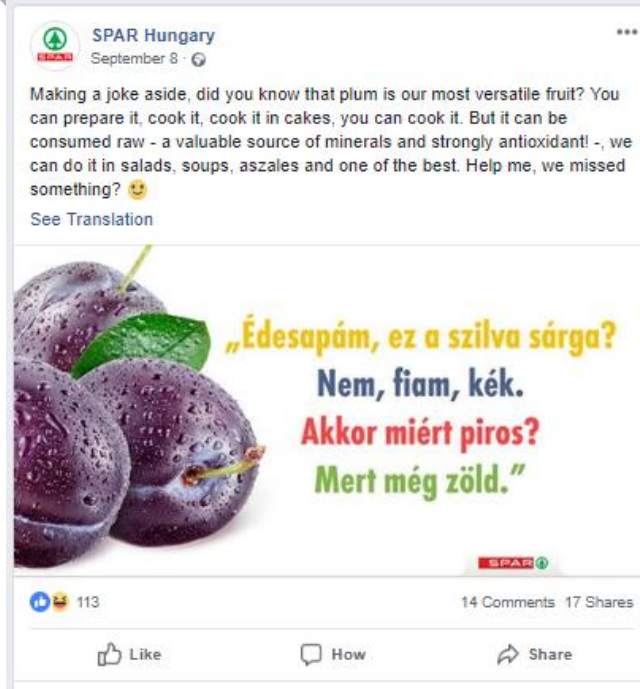 SPAR Hungary
September 8 ·
Making a joke aside, did you know that plum is our most versatile fruit? You
can prepare it, cook it, cook it in cakes, you can cook it. But it can be
consumed raw - a valuable source of minerals and strongly antioxidant! -, we
can do it in salads, soups, aszales and one of the best. Help me, we missed
something?
See Translation
„Édesapám, ez a szilva sárga?
Nem, fiam, kék.
Akkor miért piros?
Mert még zöld.”
SPAR
113
14 Comments 17 Shares
Like How Share